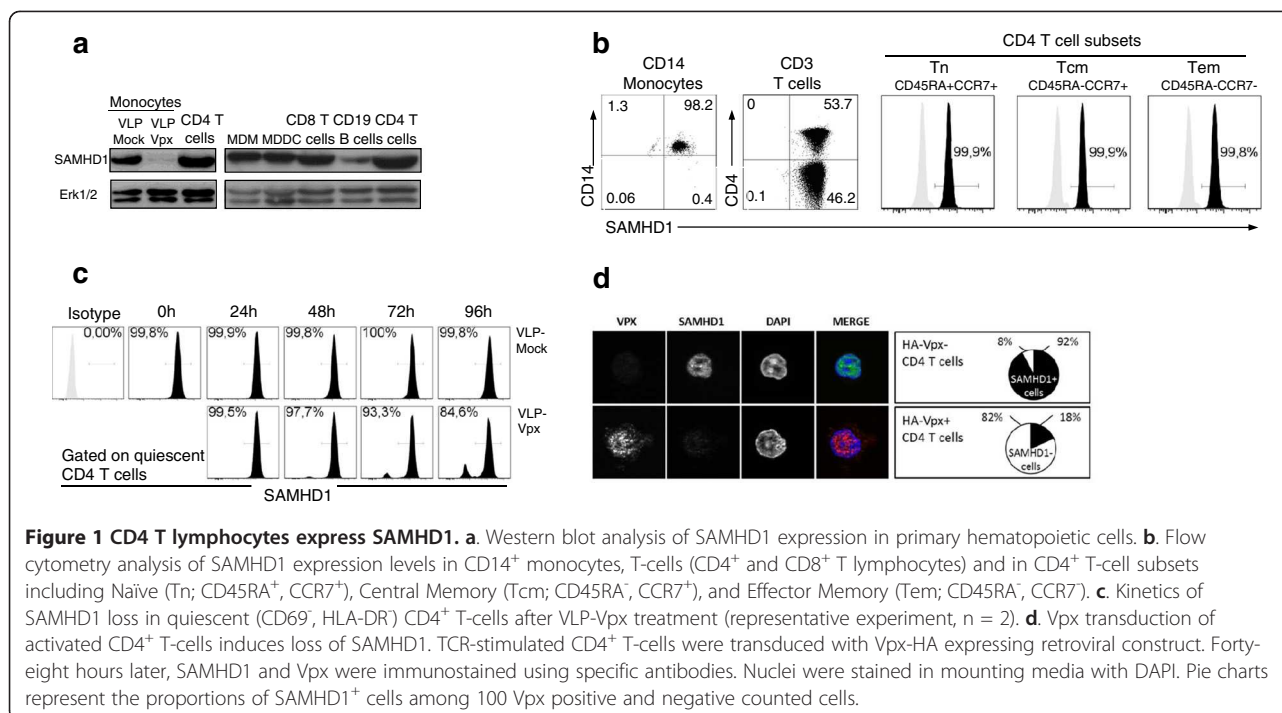 a
Monocytes
VLP Mock
VLP Vpx
CD4 T cells
MDM
MDDC
CD8 T cells
CD19 B cells
CD4 T cells
SAMHD1
Erk1/2
b
CD14 Monocytes
CD3 T cells
CD4 T cell subsets
Tn
CD45RA+CCR7+
Tcm
CD45RA-CCR7+
Tem
CD45RA-CCR7-
1.3
98.2
0.06
0.4
CD14
0
53.7
0.1
46.2
CD4
99,9%
99,9%
99,8%
SAMHD1
c
Isotype
0h
24h
48h
72h
96h
0,00%
99,8%
99,9%
99,8%
100%
99,8%
VLP-Mock
99,5%
97,7%
93,3%
84,6%
VLP-Vpx
Gated on quiescent
CD4 T cells
SAMHD1
d
VPX
SAMHD1
DAPI
MERGE
HA-Vpx-
CD4 T cells
8%
92%
SAMHD1+
cells
HA-Vpx+
CD4 T cells
82%
18%
SAMHD1-
cells
Figure 1 CD4 T lymphocytes express SAMHD1. a. Western blot analysis of SAMHD1 expression in primary hematopoietic cells. b. Flow
cytometry analysis of SAMHD1 expression levels in CD14⁺ monocytes, T-cells (CD4⁺ and CD8⁺ T lymphocytes) and in CD4⁺ T-cell subsets
including Naïve (Tn; CD45RA⁺, CCR7⁺), Central Memory (Tcm; CD45RA⁻, CCR7⁺), and Effector Memory (Tem; CD45RA⁻, CCR7⁻). c. Kinetics of
SAMHD1 loss in quiescent (CD69⁻, HLA-DR⁻) CD4⁺ T-cells after VLP-Vpx treatment (representative experiment, n = 2). d. Vpx transduction of
activated CD4⁺ T-cells induces loss of SAMHD1. TCR-stimulated CD4⁺ T-cells were transduced with Vpx-HA expressing retroviral construct. Forty-
eight hours later, SAMHD1 and Vpx were immunostained using specific antibodies. Nuclei were stained in mounting media with DAPI. Pie charts
represent the proportions of SAMHD1⁺ cells among 100 Vpx positive and negative counted cells.